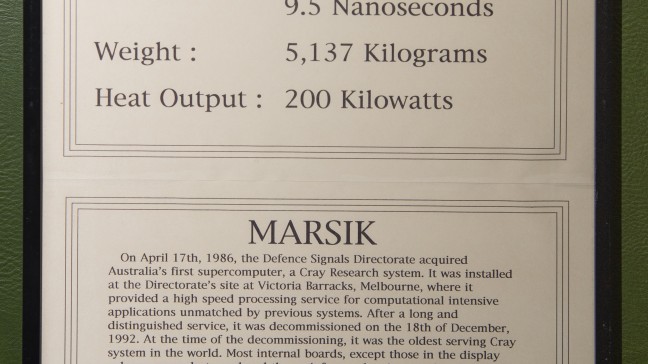 9.5 Nanoseconds
Weight : 5,137 Kilograms
Heat Output : 200 Kilowatts
MARSIK
On April 17th, 1986, the Defence Signals Directorate acquired
Australia's first supercomputer, a Cray Research system. It was installed
at the Directorate's site at Victoria Barracks, Melbourne, where it
provided a high speed processing service for computational intensive
applications unmatched by previous systems. After a long and
distinguished service, it was decommissioned on the 18th of December,
1992. At the time of the decommissioning, it was the oldest serving Cray
system in the world. Most internal boards, except those in the display